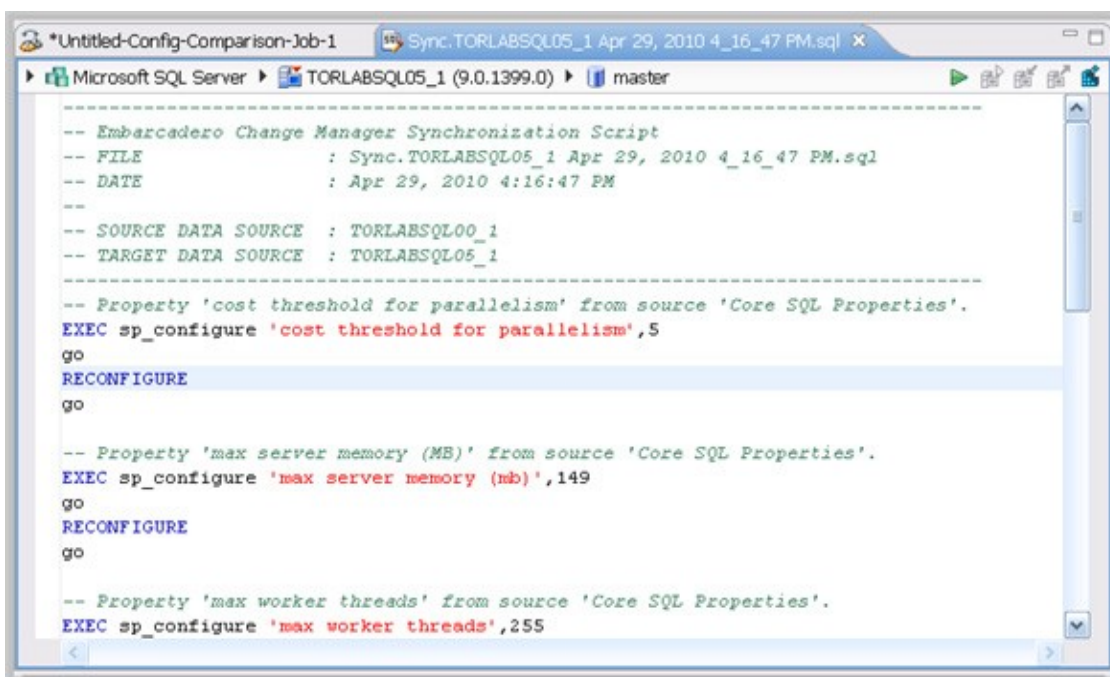 *Untitled-Config-Comparison-Job-1 Sync.TORLABSQL05_1 Apr 29, 2010 4_16_47 PM.sql
Microsoft SQL Server TORLABSQL05_1 (9.0.1399.0) master
--------------------------------------------------------------------------------------------------
-- Embarcadero Change Manager Synchronization Script
-- FILE : Sync.TORLABSQL05_1 Apr 29, 2010 4_16_47 PM.sql
-- DATE : Apr 29, 2010 4:16:47 PM
--
-- SOURCE DATA SOURCE : TORLABSQL00_1
-- TARGET DATA SOURCE : TORLABSQL05_1
--------------------------------------------------------------------------------------------------
-- Property 'cost threshold for parallelism' from source 'Core SQL Properties'.
EXEC sp_configure 'cost threshold for parallelism',5
go
RECONFIGURE
go
-- Property 'max server memory (MB)' from source 'Core SQL Properties'.
EXEC sp_configure 'max server memory (mb)',149
go
RECONFIGURE
go
-- Property 'max worker threads' from source 'Core SQL Properties'.
EXEC sp_configure 'max worker threads',255